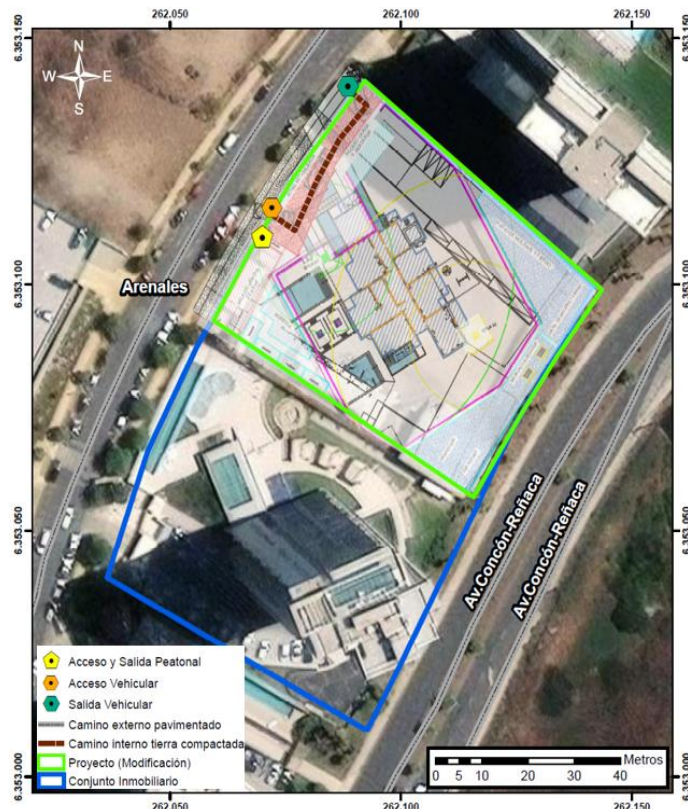 262.050 262.100 262.150
6.353.150 6.353.150
N
W E
S
Arenales
6.353.100 6.353.100
6.353.050 6.353.050
Av.Concón-Reñaca
Av.Concón-Reñaca
Acceso y Salida Peatonal
Acceso Vehicular
Salida Vehicular
Camino externo pavimentado
Camino interno tierra compactada
Proyecto (Modificación)
Conjunto Inmobiliario
Metros
0 5 10 20 30 40
6.353.000 6.353.000
262.050 262.100 262.150